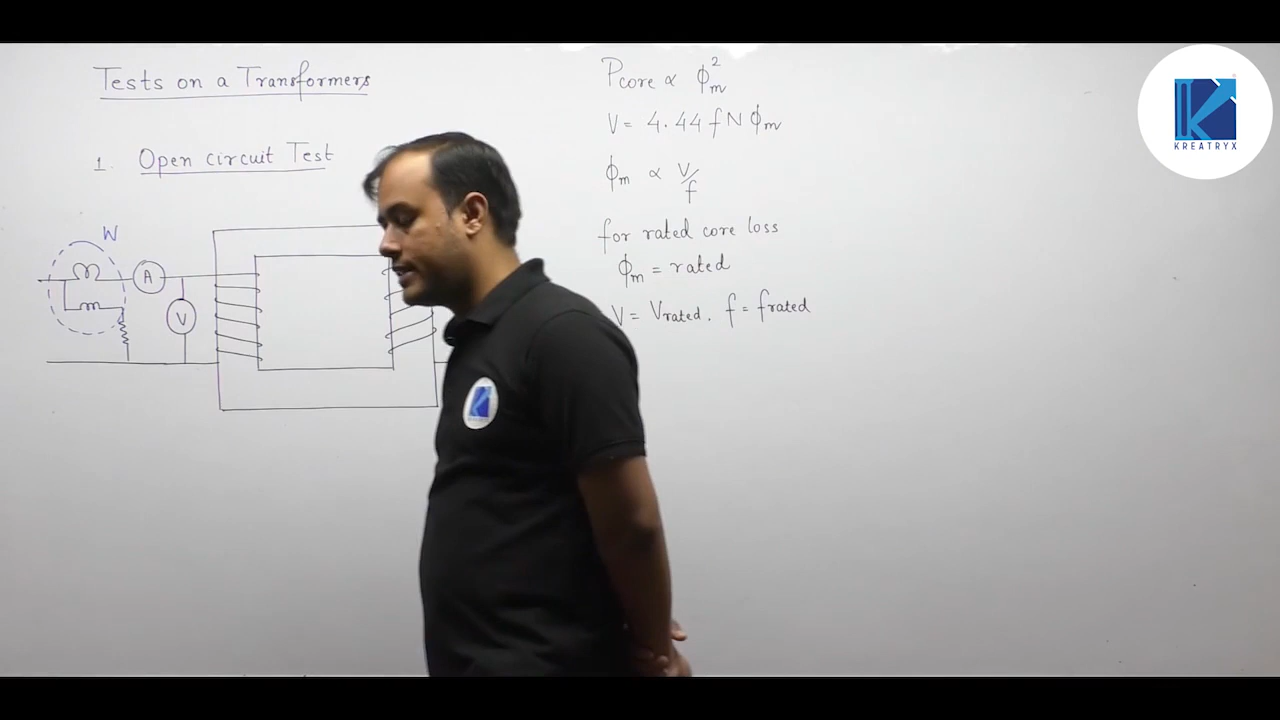 Tests on a Transformers
1. Open circuit Test
W
A
V
Pcore ∝ ϕm²
V = 4.44 f N ϕm
ϕm ∝ V/f
for rated core loss
ϕm = rated
V = Vrated. f = frated
KREATRYX
KREATRYX